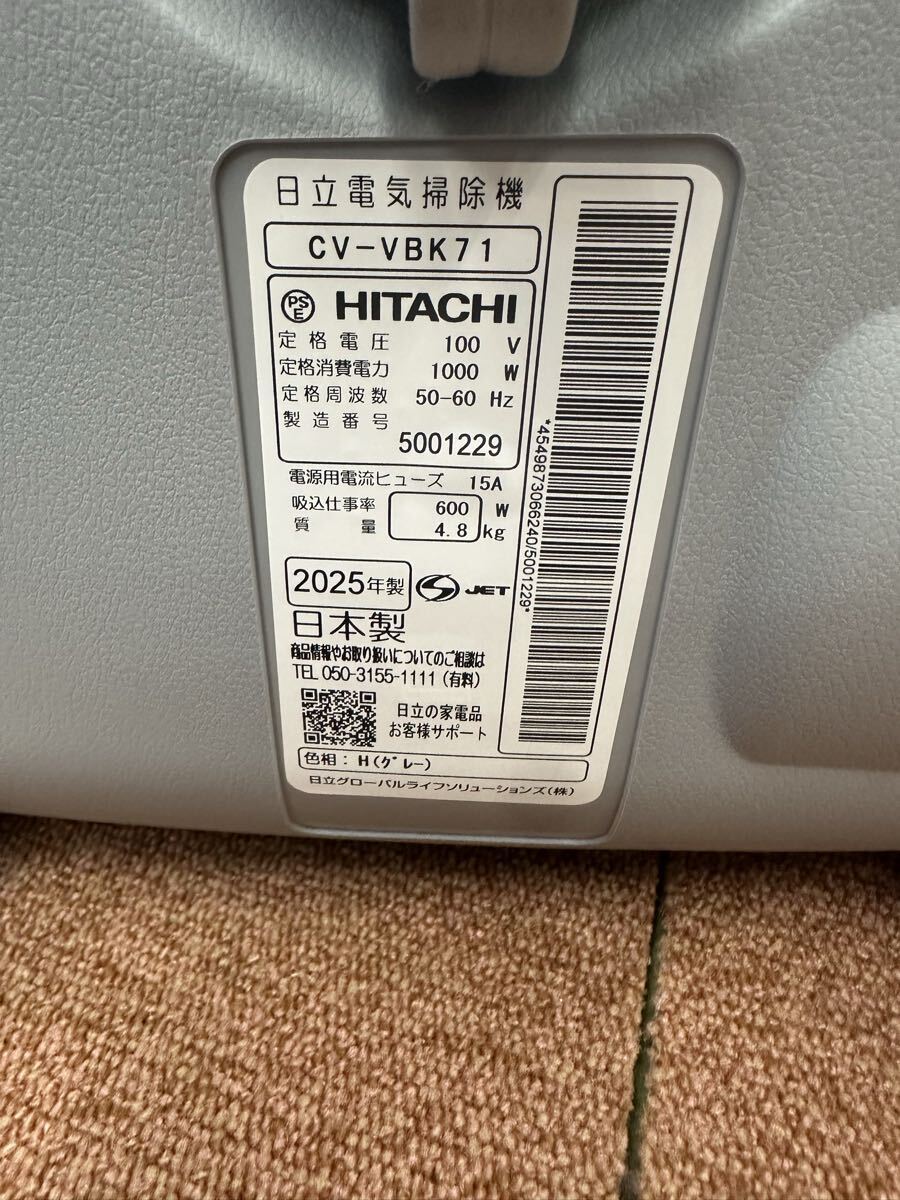 日立電気掃除機
CV-VBK71
PSE HITACHI
定格電圧 100 V
定格消費電力 1000 W
定格周波数 50-60 Hz
製造番号
5001229
電源用電流ヒューズ 15A
吸込仕事率 600 W
質量 4.8 kg
2025年製 S JET
日本製
商品情報やお取り扱いについてのご相談は
TEL 050-3155-1111(有料)
日立の家電品
お客様サポート
色相:H(グレー)
日立グローバルライフソリューションズ(株)
*4549873066240/5001229*